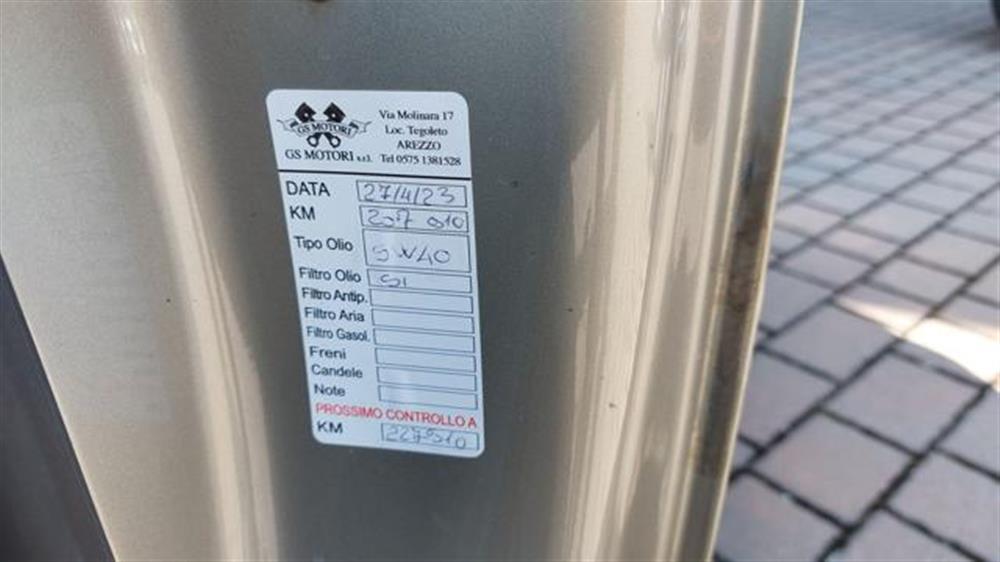 GS MOTORI
GS MOTORI s.r.l.
Via Molinara 17
Loc. Tegoleto
AREZZO
Tel 0575 1381528
DATA 27/4/23
KM 207 010
Tipo Olio 5W40
Filtro Olio SI
Filtro Antip.
Filtro Aria
Filtro Gasol.
Freni
Candele
Note
PROSSIMO CONTROLLO A
KM 227010